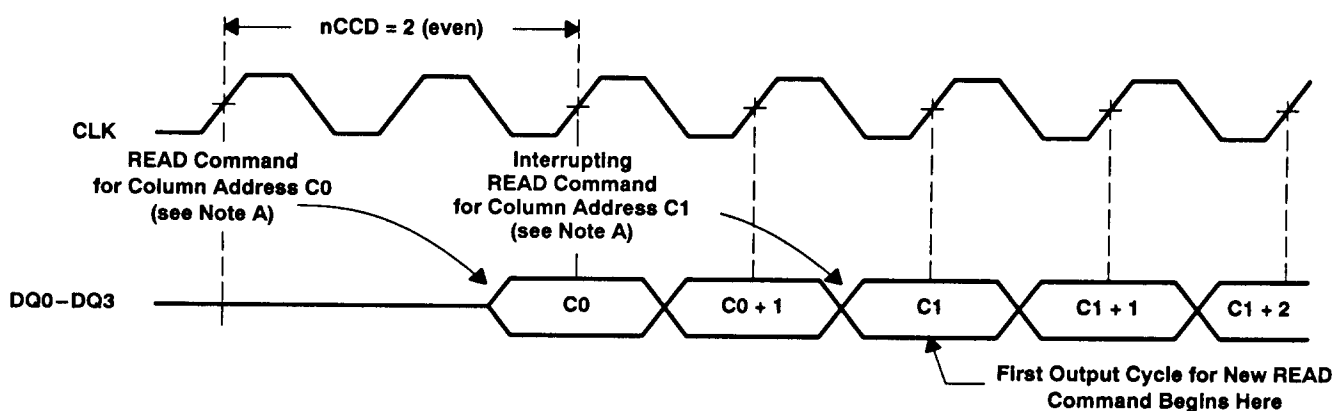 nCCD = 2 (even)
CLK
READ Command
for Column Address C0
(see Note A)
Interrupting
READ Command
for Column Address C1
(see Note A)
DQ0–DQ3
C0
C0 + 1
C1
C1 + 1
C1 + 2
First Output Cycle for New READ
Command Begins Here